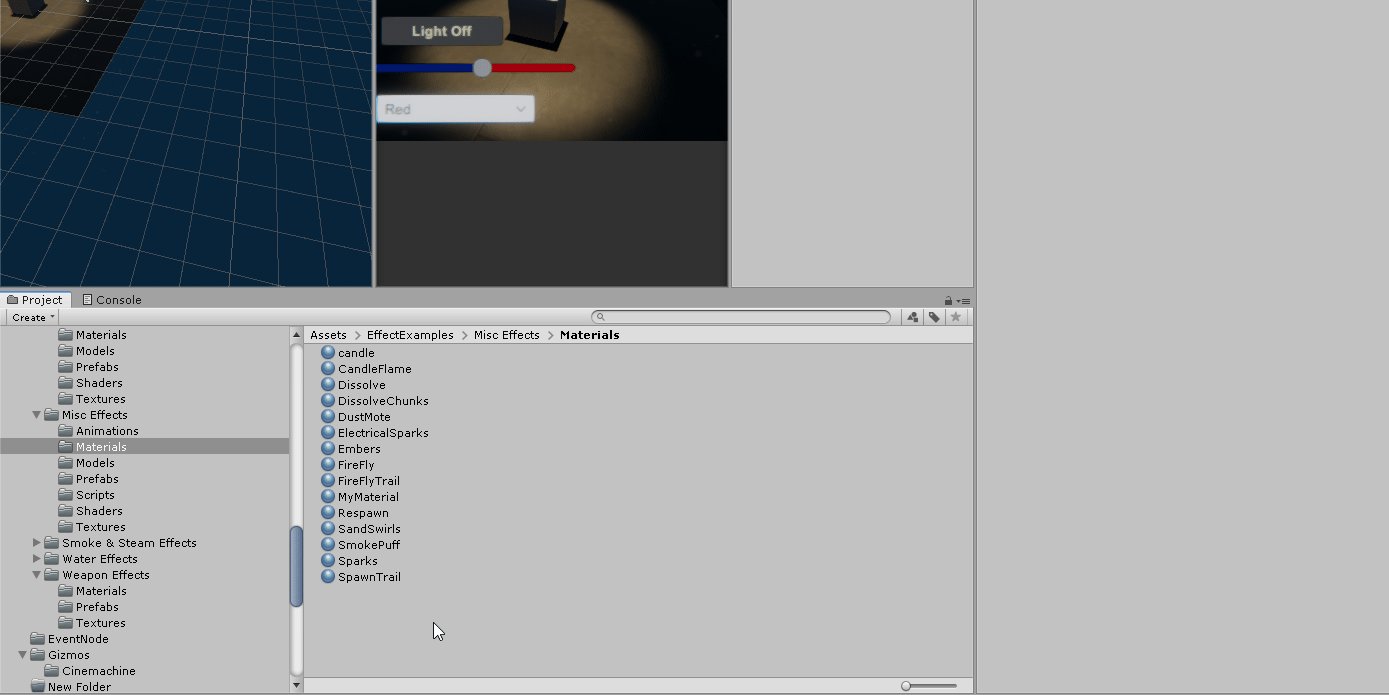 Light Off
Red
Project
Console
Create
Assets > EffectExamples > Misc Effects > Materials
Materials
Models
Prefabs
Shaders
Textures
Misc Effects
Animations
Materials
Models
Prefabs
Scripts
Shaders
Textures
Smoke & Steam Effects
Water Effects
Weapon Effects
Materials
Prefabs
Textures
EventNode
Gizmos
Cinemachine
New Folder
candle
CandleFlame
Dissolve
DissolveChunks
DustMote
ElectricalSparks
Embers
FireFly
FireFlyTrail
MyMaterial
Respawn
SandSwirls
SmokePuff
Sparks
SpawnTrail